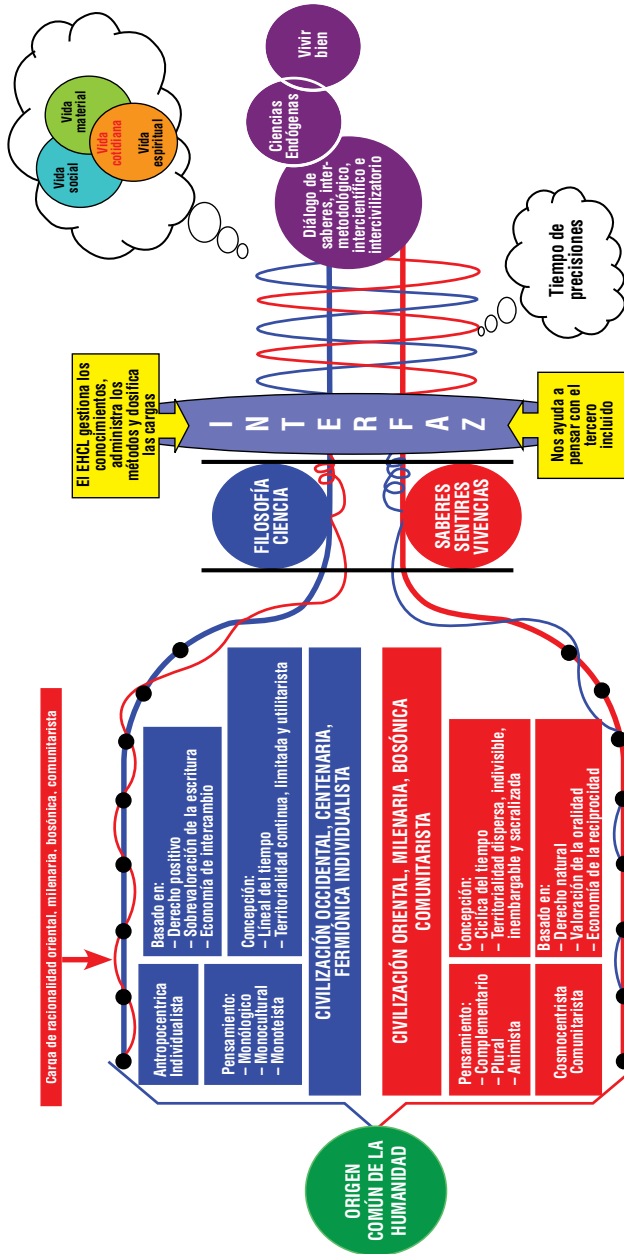 Carga de racionalidad oriental, milenaria, bosónica, comunitarista
ORIGEN
COMÚN DE LA
HUMANIDAD
Antropocentrica
Individualista
Basado en:
– Derecho positivo
– Sobrevaloración de la escritura
– Economía de intercambio
Pensamiento:
– Monólogico
– Monocultural
– Monoteista
Concepción:
– Lineal del tiempo
– Territorialidad continua, limitada y utilitarista
CIVILIZACIÓN OCCIDENTAL, CENTENARIA,
FERMIÓNICA INDIVIDUALISTA
CIVILIZACIÓN ORIENTAL, MILENARIA, BOSÓNICA
COMUNITARISTA
Pensamiento:
– Complementario
– Plural
– Animista
Concepción:
– Cíclica del tiempo
– Territorialidad dispersa, indivisible,
inembargable y sacralizada
Cosmocentrista
Comunitarista
Basado en:
– Derecho natural
– Valoración de la oralidad
– Economía de la reciprocidad
FILOSOFÍA
CIENCIA
SABERES
SENTIRES
VIVENCIAS
El EHCL gestiona los
conocimientos,
administra los
métodos y dosifica
las cargas
INTERFAZ
Nos ayuda a
pensar con el
tercero
incluido
Vida
social
Vida
material
Vida
cotidiana
Vida
espiritual
Diálogo de
saberes, inter-
metodológico,
intercientífico e
intercivilizatorio
Ciencias
Endógenas
Vivir
bien
Tiempo de
precisiones